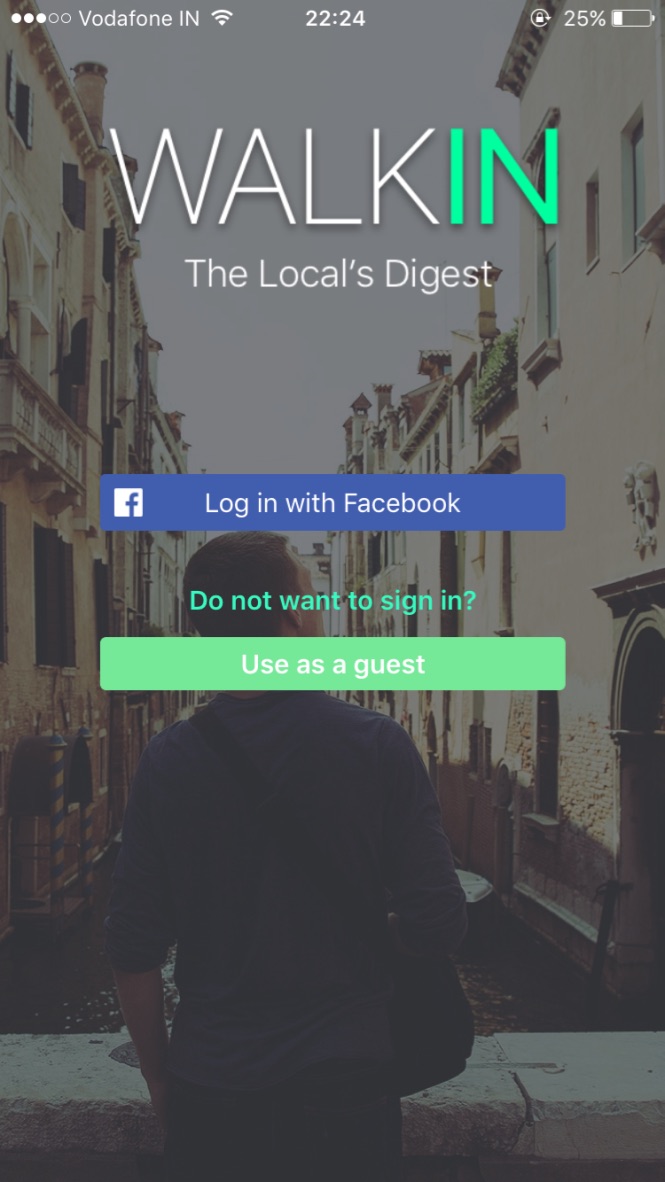 Vodafone IN 22:24 25%
WALKIN
The Local's Digest
Log in with Facebook
Do not want to sign in?
Use as a guest